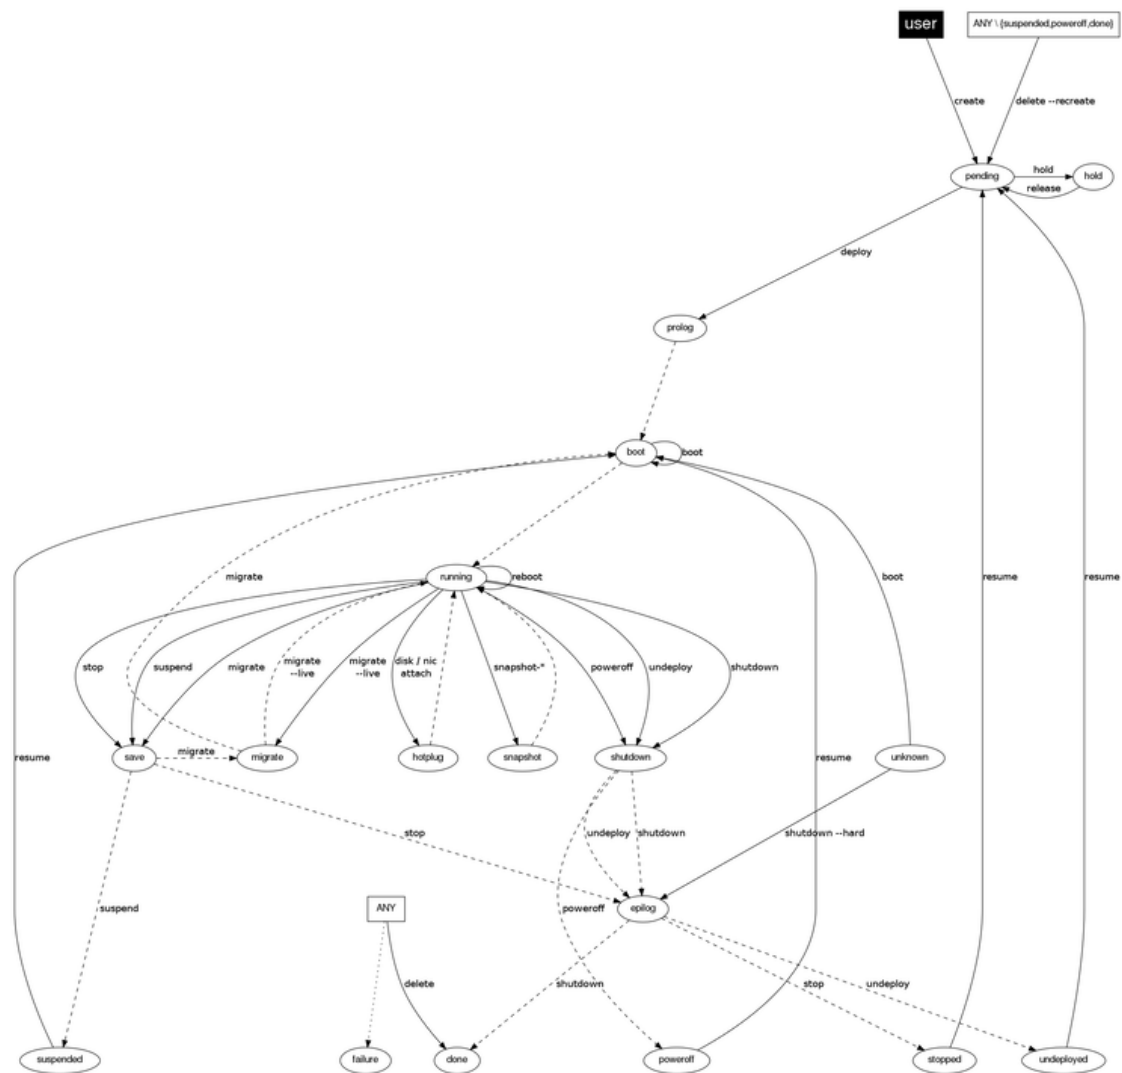 user
ANY \ {suspended,poweroff,done}
create
delete --recreate
pending
hold
hold
release
deploy
prolog
boot
boot
migrate
running
reboot
boot
resume
resume
stop
suspend
migrate
migrate
--live
migrate
--live
disk / nic
attach
snapshot-*
poweroff
undeploy
shutdown
resume
save
migrate
migrate
hotplug
snapshot
shutdown
resume
unknown
stop
undeploy
shutdown
shutdown --hard
suspend
ANY
poweroff
epilog
delete
shutdown
stop
undeploy
suspended
failure
done
poweroff
stopped
undeployed